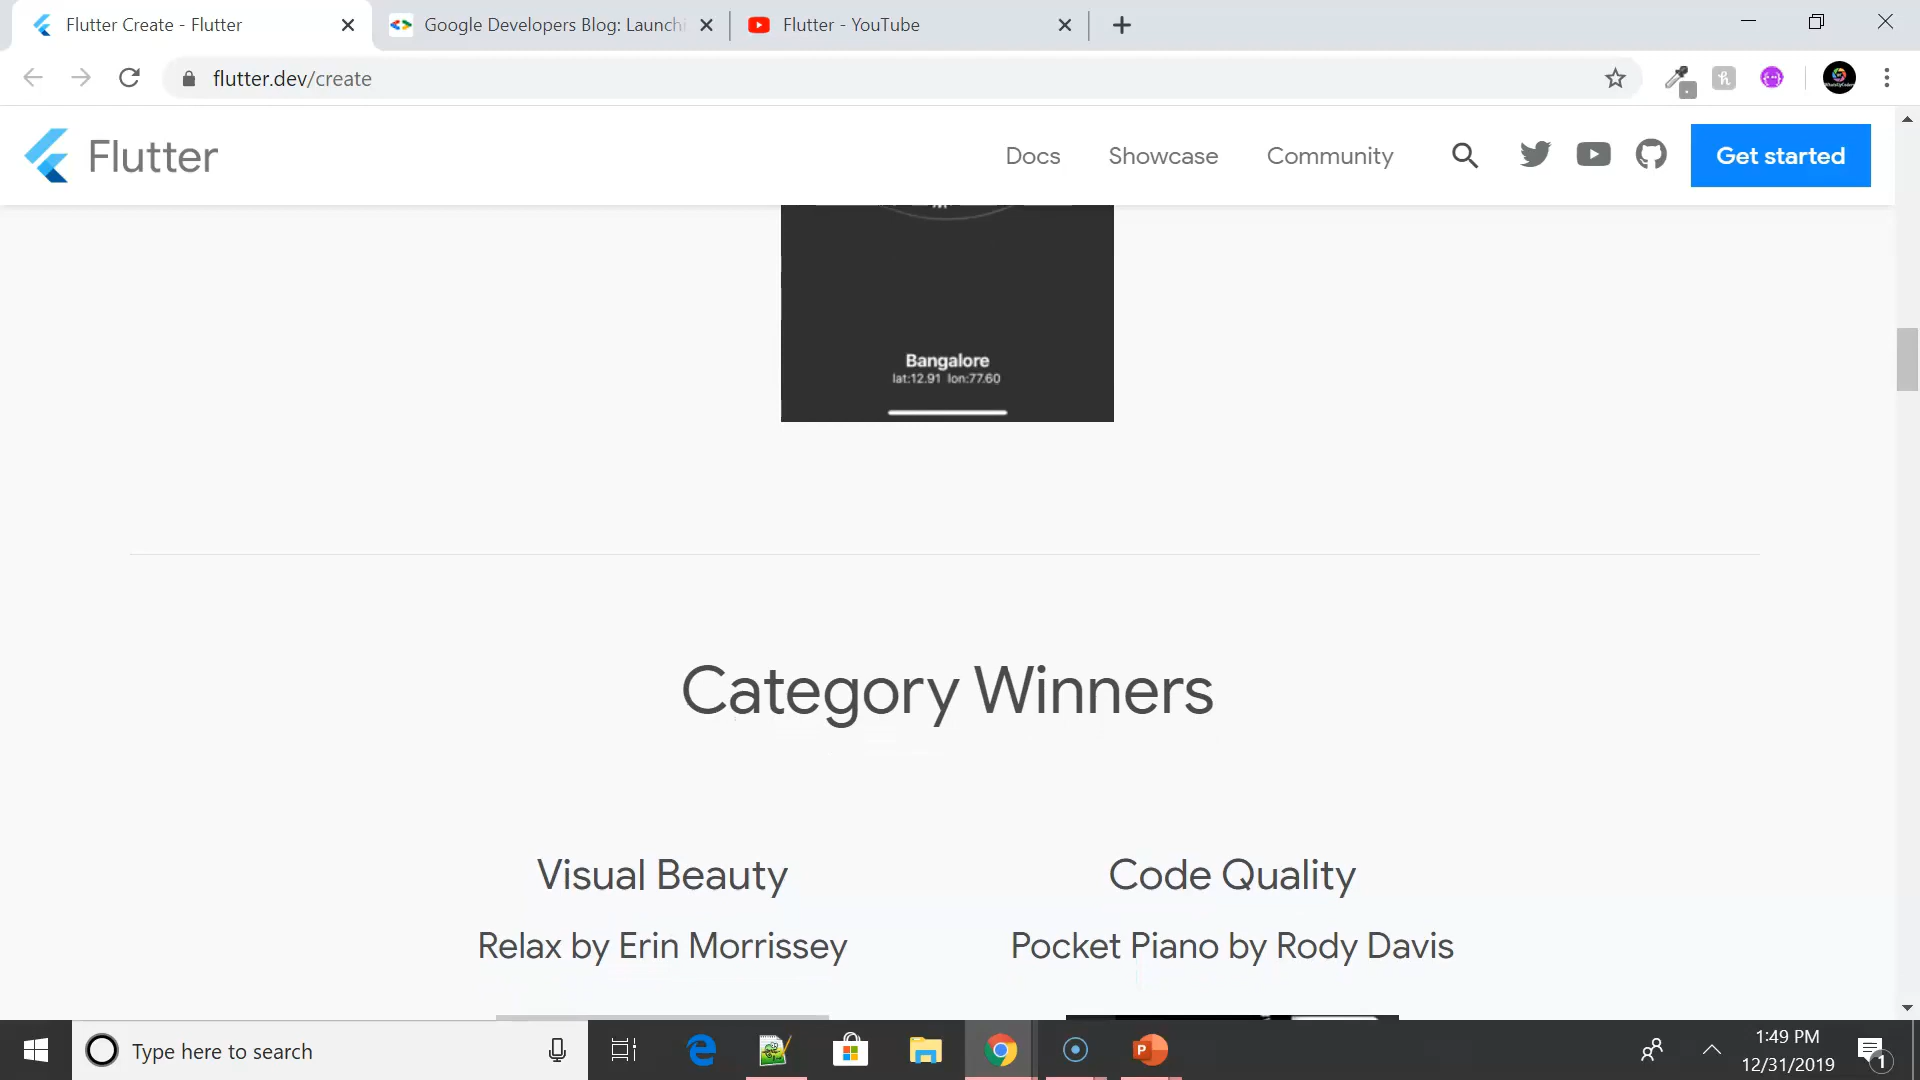 Flutter Create - Flutter
Google Developers Blog: Launchi
Flutter - YouTube
flutter.dev/create
Flutter
Docs
Showcase
Community
Get started
Bangalore
lat:12.91 lon:77.60
Category Winners
Visual Beauty
Code Quality
Relax by Erin Morrissey
Pocket Piano by Rody Davis
Type here to search
1:49 PM
12/31/2019
1